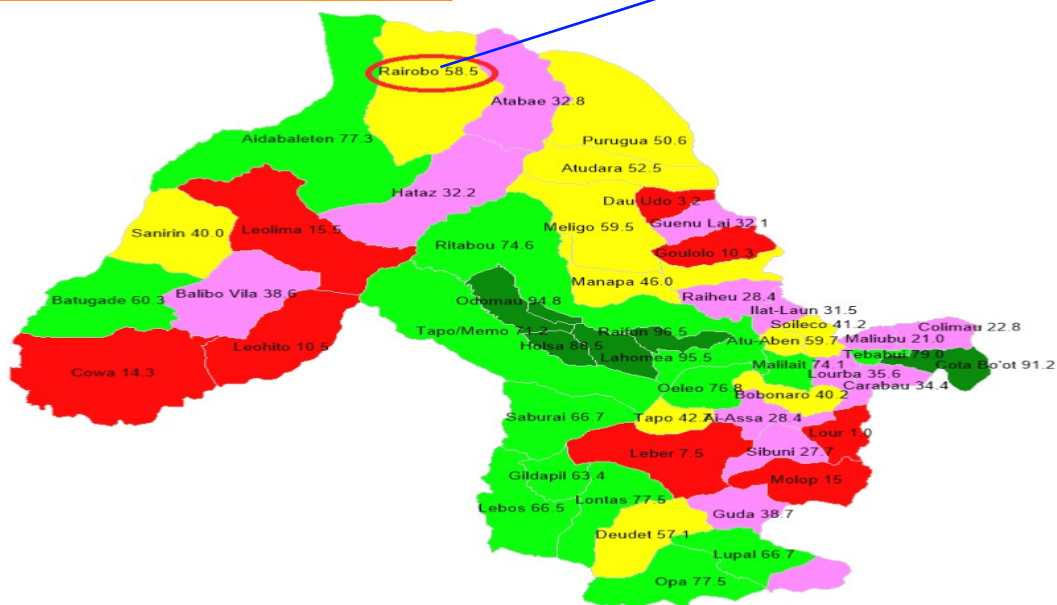 Rairobo 58.5
Atabae 32.8
Aidabaleten 77.3
Purugua 50.6
Atudara 52.5
Hataz 32.2
Dau Udo 3.2
Guenu Lai 32.1
Sanirin 40.0
Leolima 15.5
Meligo 59.5
Ritabou 74.6
Goulolo 10.3
Manapa 46.0
Batugade 60.3
Balibo Vila 38.6
Odomau 94.8
Raiheu 28.4
Ilat-Laun 31.5
Soileco 41.2
Colimau 22.8
Tapo/Memo 71.2
Raifun 96.5
Atu-Aben 59.7
Maliubu 21.0
Leohito 10.5
Holsa 88.5
Lahomea 95.5
Tebabui 79.0
Cota Bo'ot 91.2
Cowa 14.3
Malilait 74.1
Lourba 35.6
Oeleo 76.8
Carabau 34.4
Bobonaro 40.2
Saburai 66.7
Tapo 42.7
Ai-Assa 28.4
Lour 1.0
Leber 7.5
Sibuni 27.7
Gildapil 63.4
Molop 15
Lontas 77.5
Lebos 66.5
Guda 38.7
Deudet 57.1
Lupal 66.7
Opa 77.5